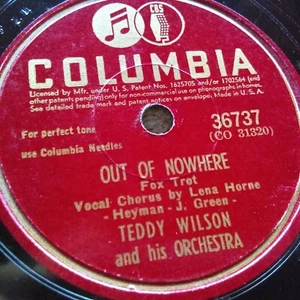 CBS
COLUMBIA
Licensed by Mfr. under U. S. Patent Nos. 1625705 and/or 1702564 (and
other patents pending) only for non-commercial use on phonographs in homes.
See detailed trade mark and patent notices on envelope. Made in U. S. A.
For perfect tone
use Columbia Needles
36737
(CO 31320)
OUT OF NOWHERE
Fox Trot
Vocal Chorus by Lena Horne
- Heyman - J. Green -
TEDDY WILSON
and his ORCHESTRA